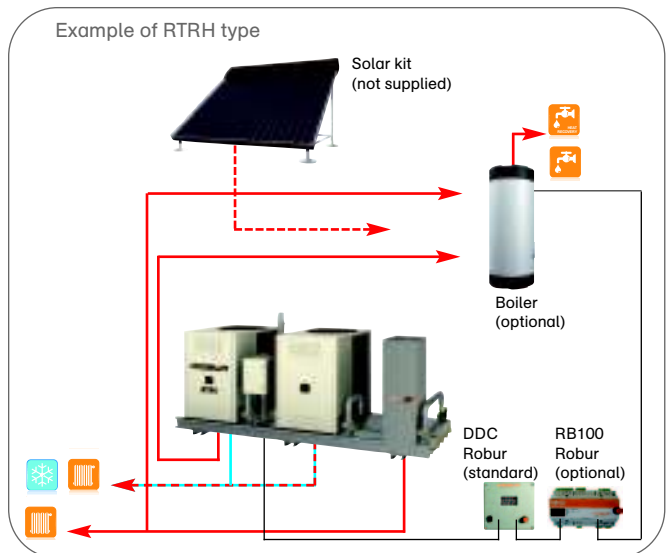 Example of RTRH type
Solar kit
(not supplied)
Boiler
(optional)
DDC
Robur
(standard)
RB100
Robur
(optional)